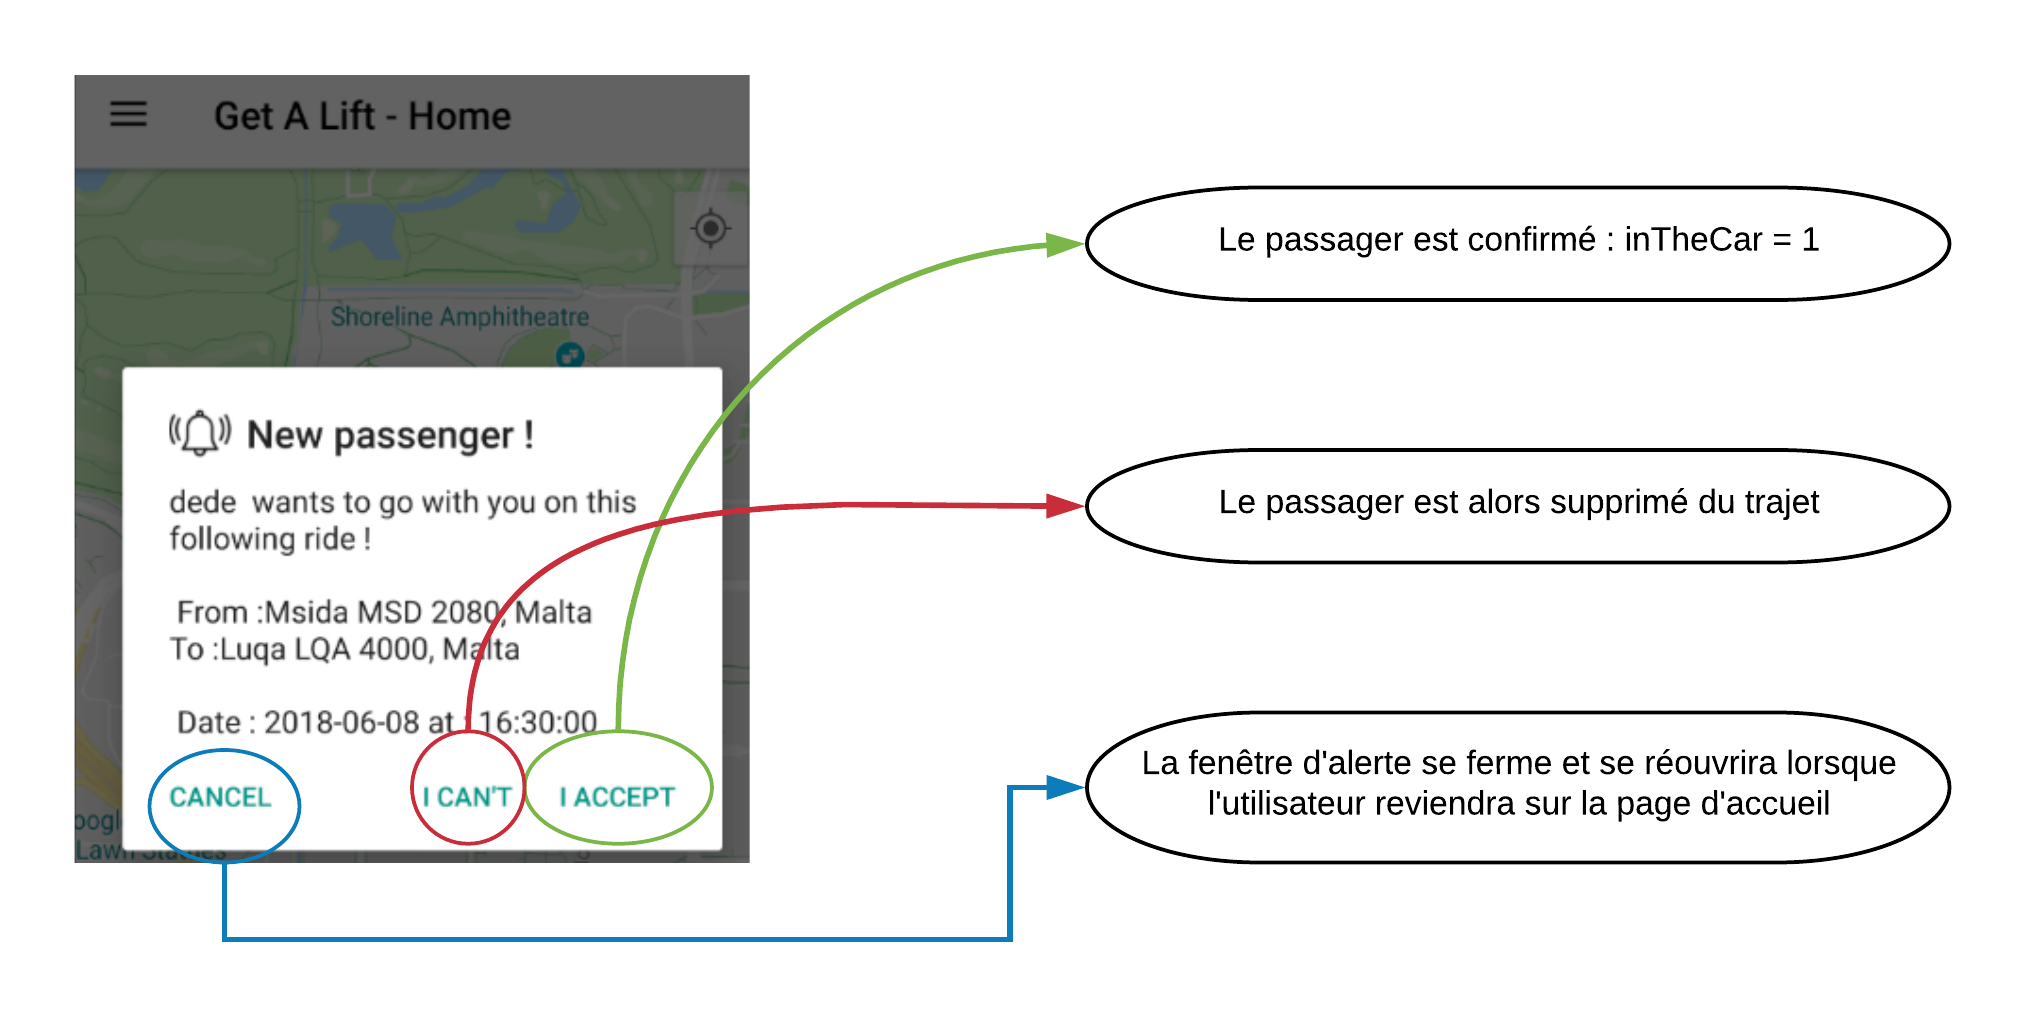 Get A Lift - Home
Shoreline Amphitheatre
New passenger !
dede  wants to go with you on this
following ride !
From :Msida MSD 2080, Malta
To :Luqa LQA 4000, Malta
Date : 2018-06-08 at : 16:30:00
CANCEL
I CAN'T
I ACCEPT
Lawn Statues
Le passager est confirmé : inTheCar = 1
Le passager est alors supprimé du trajet
La fenêtre d'alerte se ferme et se réouvrira lorsque
l'utilisateur reviendra sur la page d'accueil